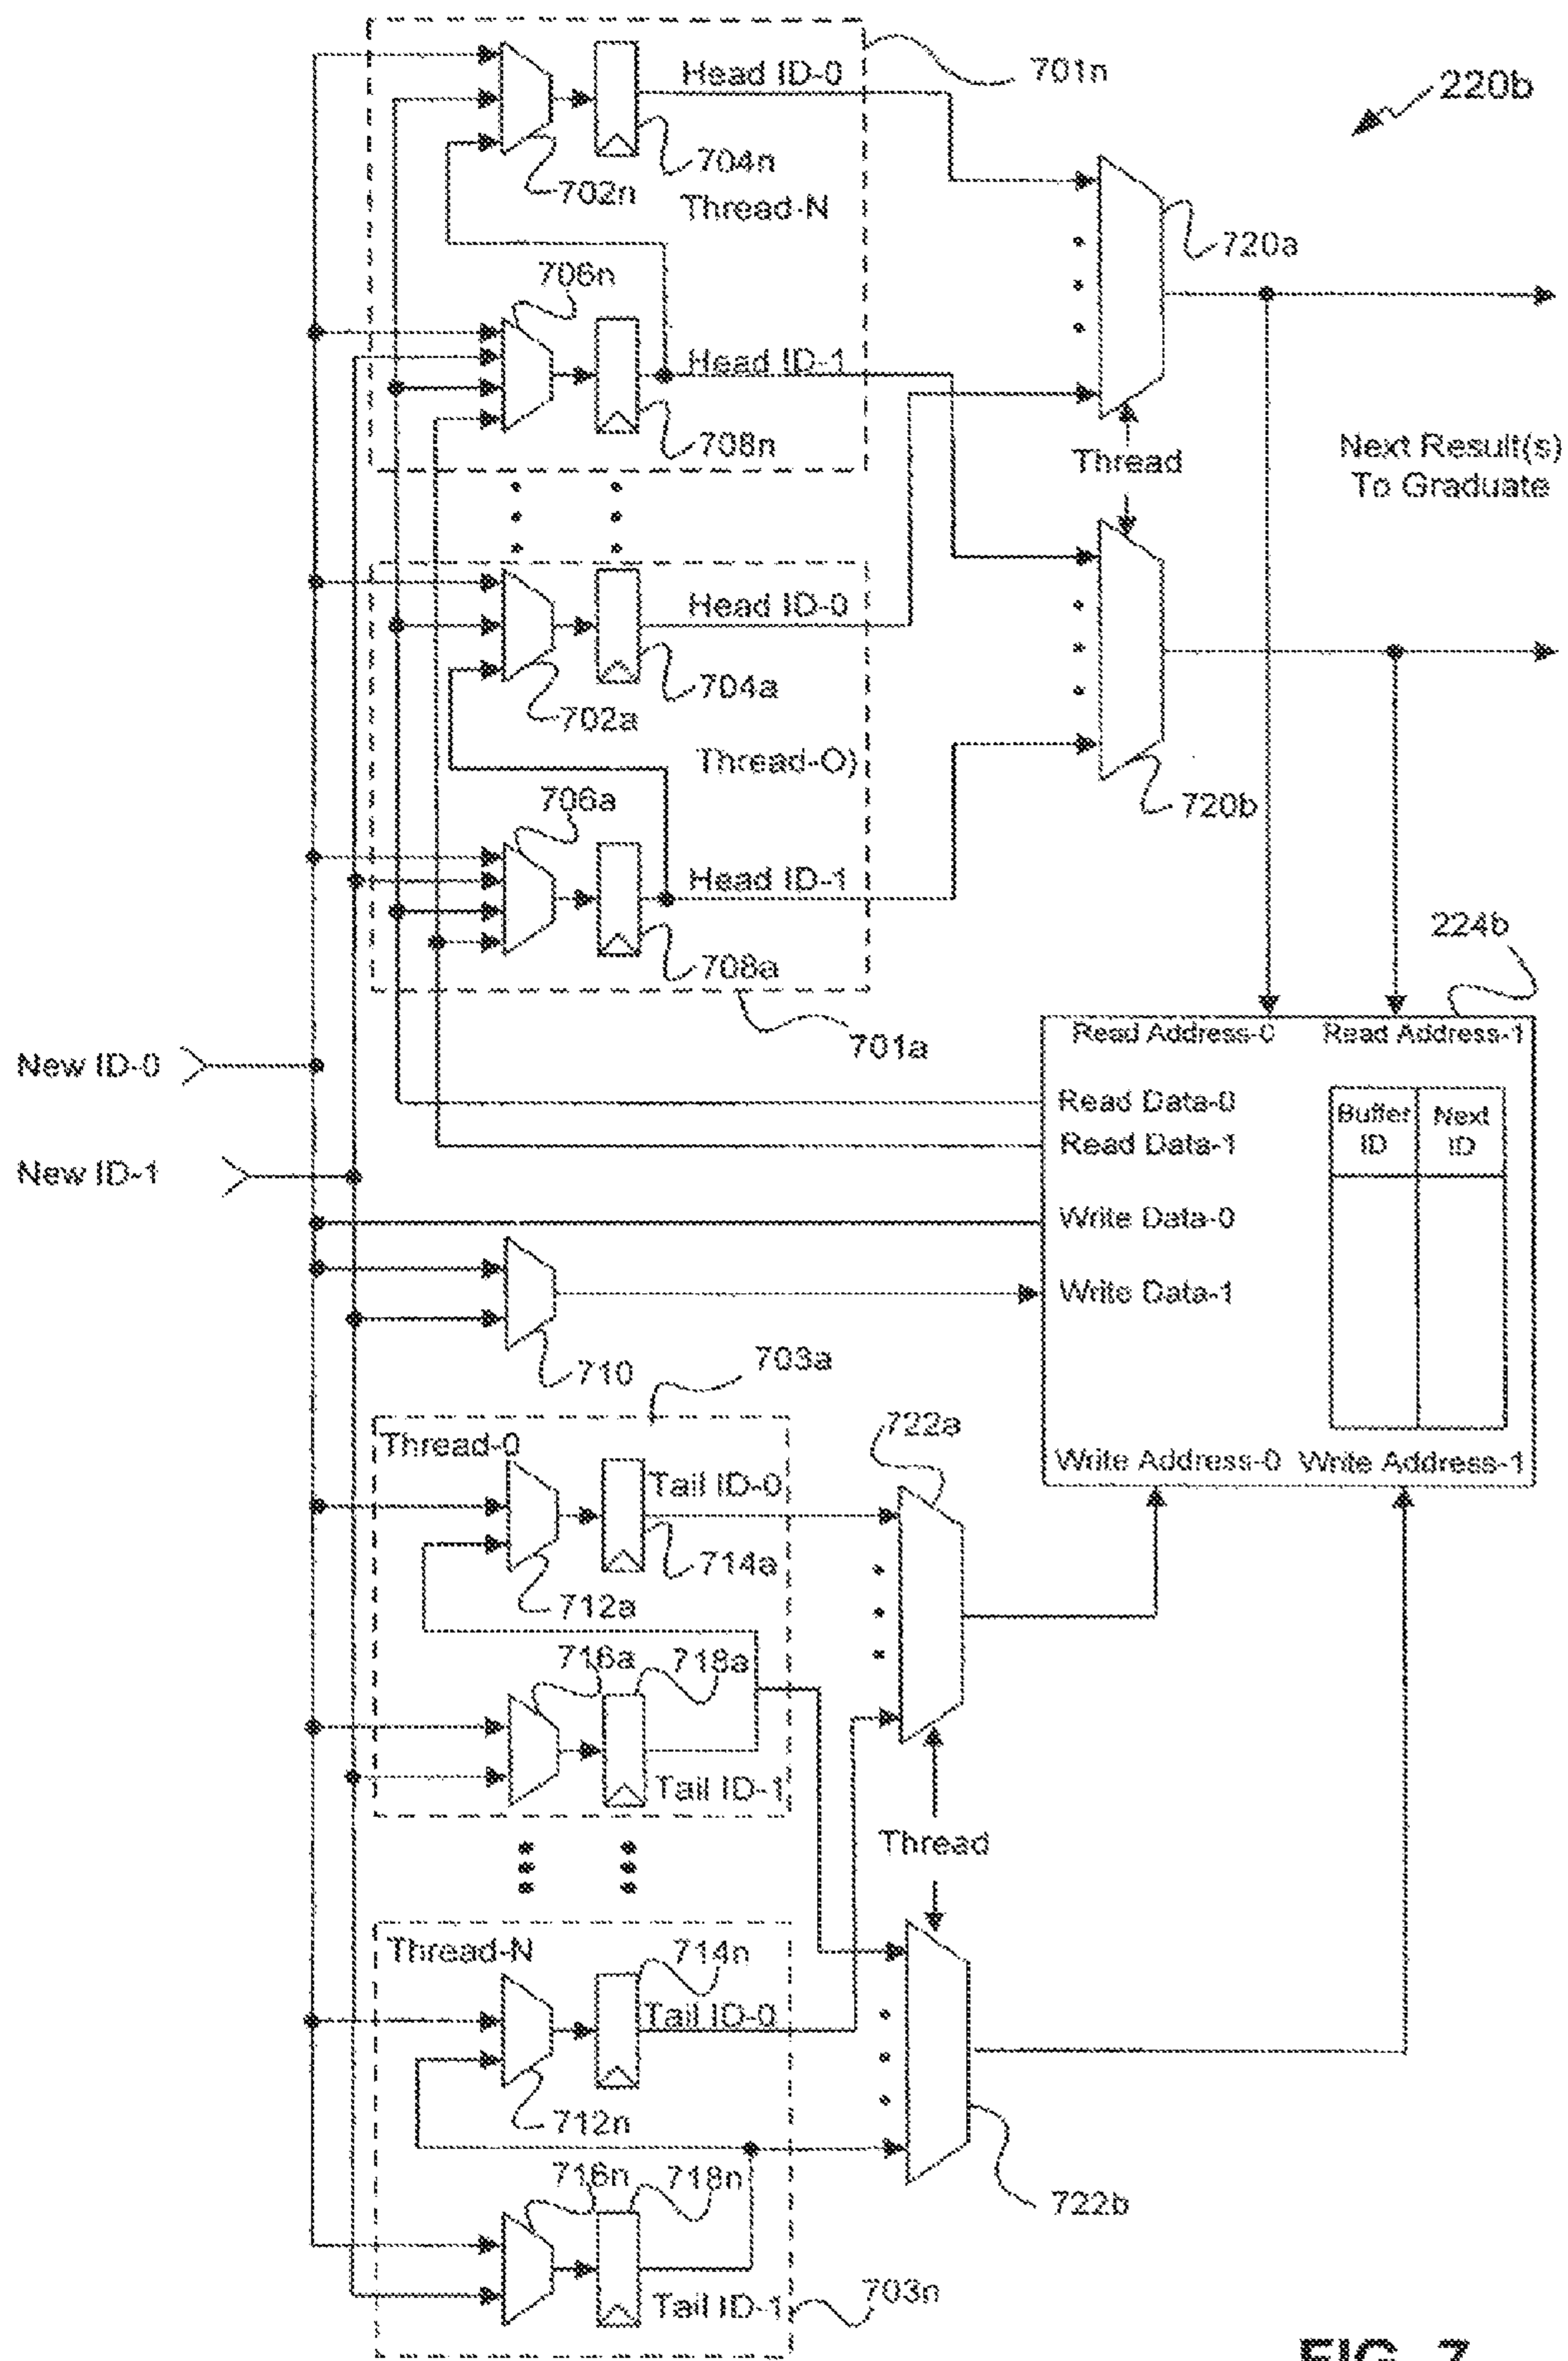 Head ID-0
701n
220b
704n
702n
Thread-N
720a
706n
Head ID-1
708n
Thread
Next Result(s)
To Graduate
Head ID-0
704a
702a
Thread-O)
706a
720b
Head ID-1
708a
224b
701a
New ID-0
Read Address-0
Read Address-1
Read Data-0
Buffer
ID
Next
ID
Read Data-1
New ID-1
Write Data-0
Write Data-1
710
703a
722a
Thread-0
Write Address-0
Write Address-1
Tail ID-0
714a
712a
716a
718a
Tail ID-1
Thread
Thread-N
714n
Tail ID-0
712n
716n
718n
722b
Tail ID-1
703n
FIG. 7